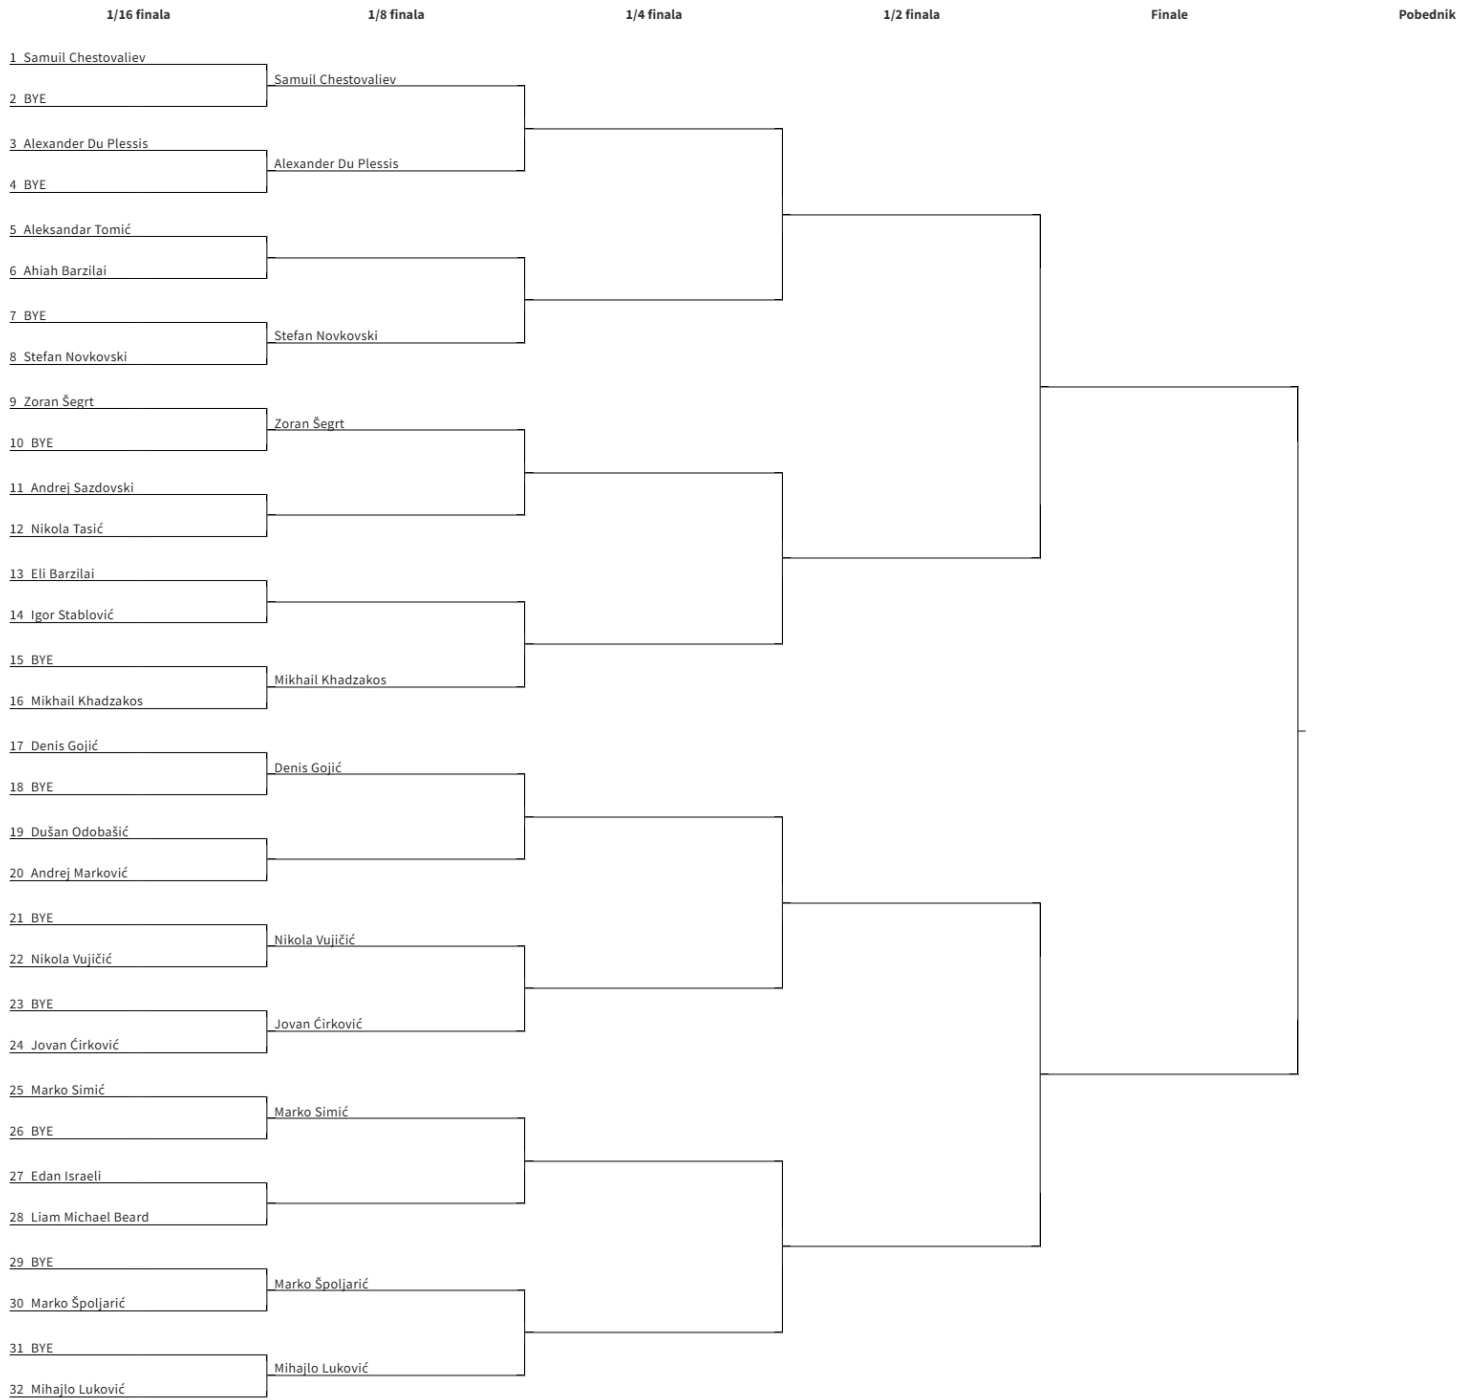 1/16 finala 1/8 finala 1/4 finala 1/2 finala Finale Pobednik
1 Samuil Chestovaliev
Samuil Chestovaliev
2 BYE
3 Alexander Du Plessis
Alexander Du Plessis
4 BYE
5 Aleksandar Tomić
6 Ahiah Barzilai
7 BYE
Stefan Novkovski
8 Stefan Novkovski
9 Zoran Šegrt
Zoran Šegrt
10 BYE
11 Andrej Sazdovski
12 Nikola Tasić
13 Eli Barzilai
14 Igor Stablović
15 BYE
Mikhail Khadzakos
16 Mikhail Khadzakos
17 Denis Gojić
Denis Gojić
18 BYE
19 Dušan Odobašić
20 Andrej Marković
21 BYE
Nikola Vujičić
22 Nikola Vujičić
23 BYE
Jovan Ćirković
24 Jovan Ćirković
25 Marko Simić
Marko Simić
26 BYE
27 Edan Israeli
28 Liam Michael Beard
29 BYE
Marko Špoljarić
30 Marko Špoljarić
31 BYE
Mihajlo Luković
32 Mihajlo Luković